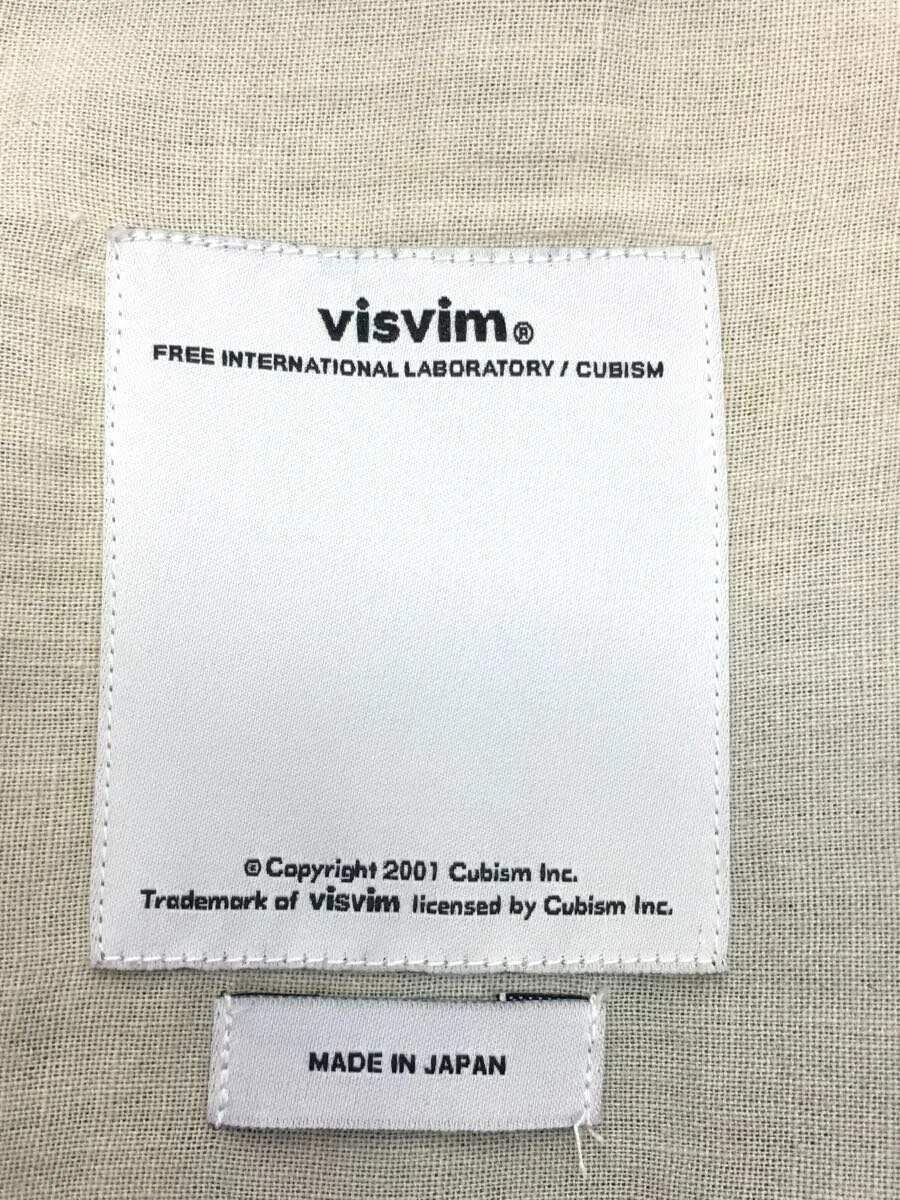 visvim®
FREE INTERNATIONAL LABORATORY / CUBISM
© Copyright 2001 Cubism Inc.
Trademark of visvim licensed by Cubism Inc.
MADE IN JAPAN